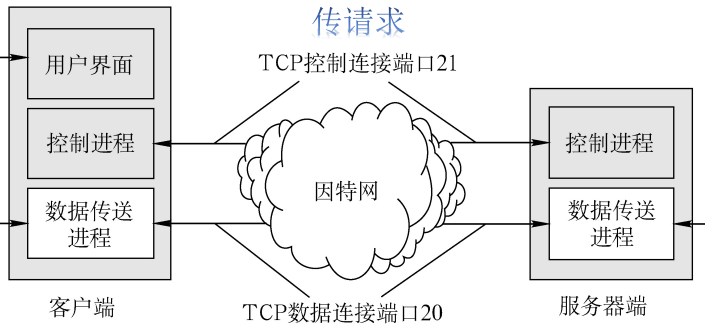 传请求
TCP控制连接端口21
用户界面
控制进程
控制进程
因特网
数据传送
进程
数据传送
进程
客户端
TCP数据连接端口20
服务器端